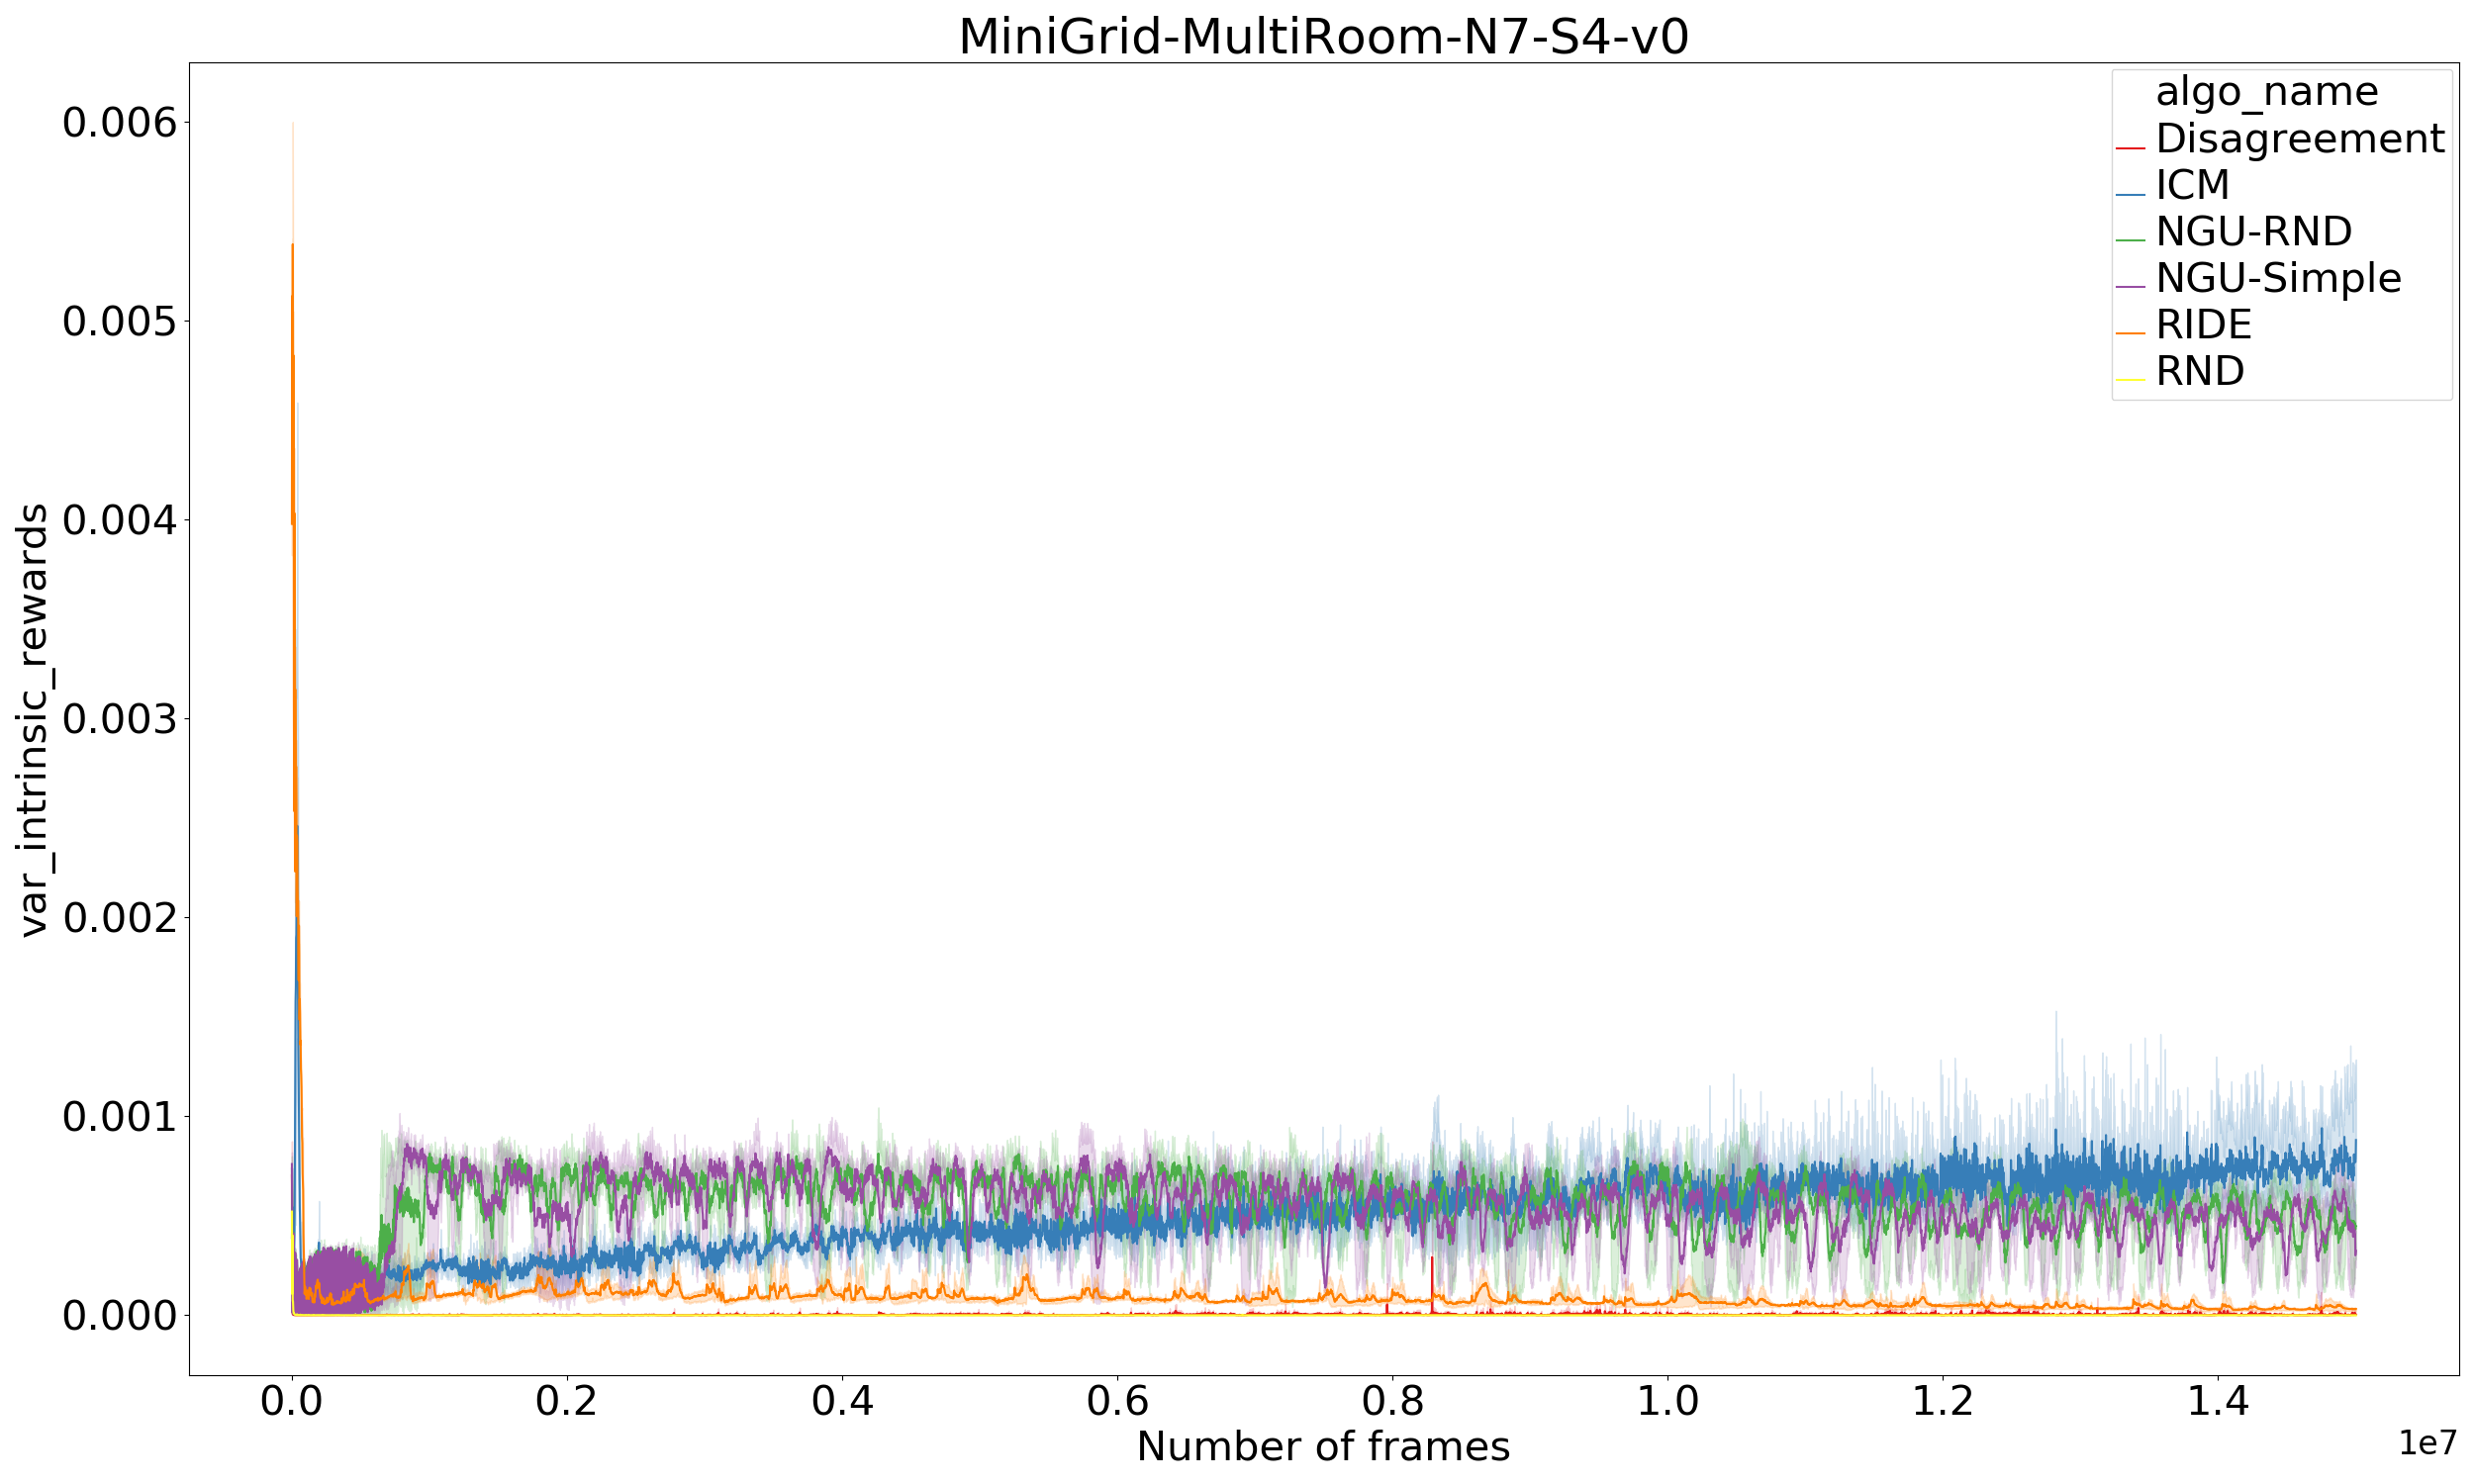 MiniGrid-MultiRoom-N7-S4-v0
algo_name
Disagreement
ICM
NGU-RND
NGU-Simple
RIDE
RND
var_intrinsic_rewards
0.006
0.005
0.004
0.003
0.002
0.001
0.000
0.0 0.2 0.4 0.6 0.8 1.0 1.2 1.4
Number of frames
1e7